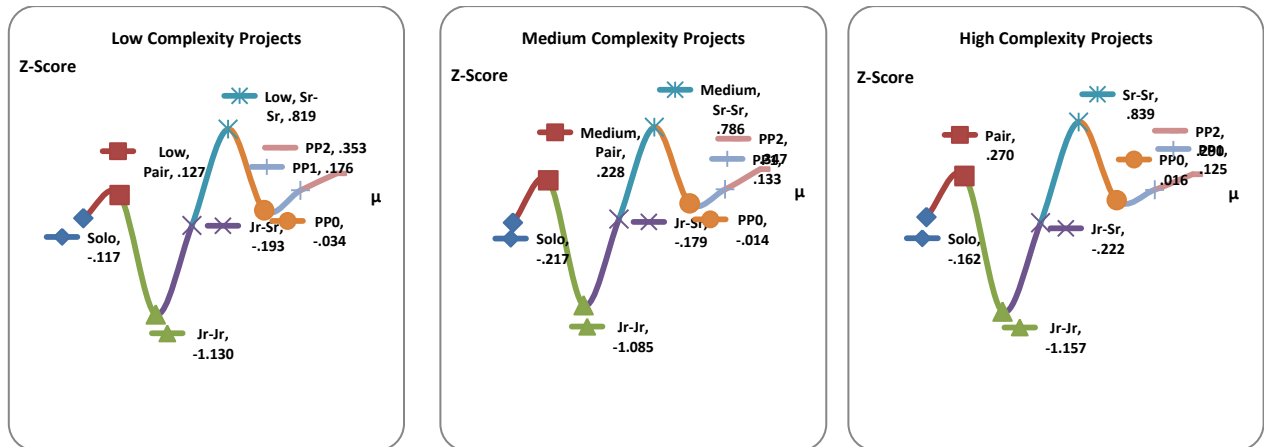 Low Complexity Projects
Z-Score
Low, Sr-
Sr, .819
PP2, .353
Low,
Pair, .127
PP1, .176
μ
Solo,
-.117
Jr-Sr,
-.193
PP0,
-.034
Jr-Jr,
-1.130
Medium Complexity Projects
Z-Score
Medium,
Sr-Sr,
.786
Medium,
Pair,
.228
PP2,
PP1,
.133
μ
Solo,
-.217
Jr-Sr,
-.179
PP0,
-.014
Jr-Jr,
-1.085
High Complexity Projects
Z-Score
Sr-Sr,
.839
Pair,
.270
PP2,
PP1,
.125
PP0,
.016
μ
Solo,
-.162
Jr-Sr,
-.222
Jr-Jr,
-1.157